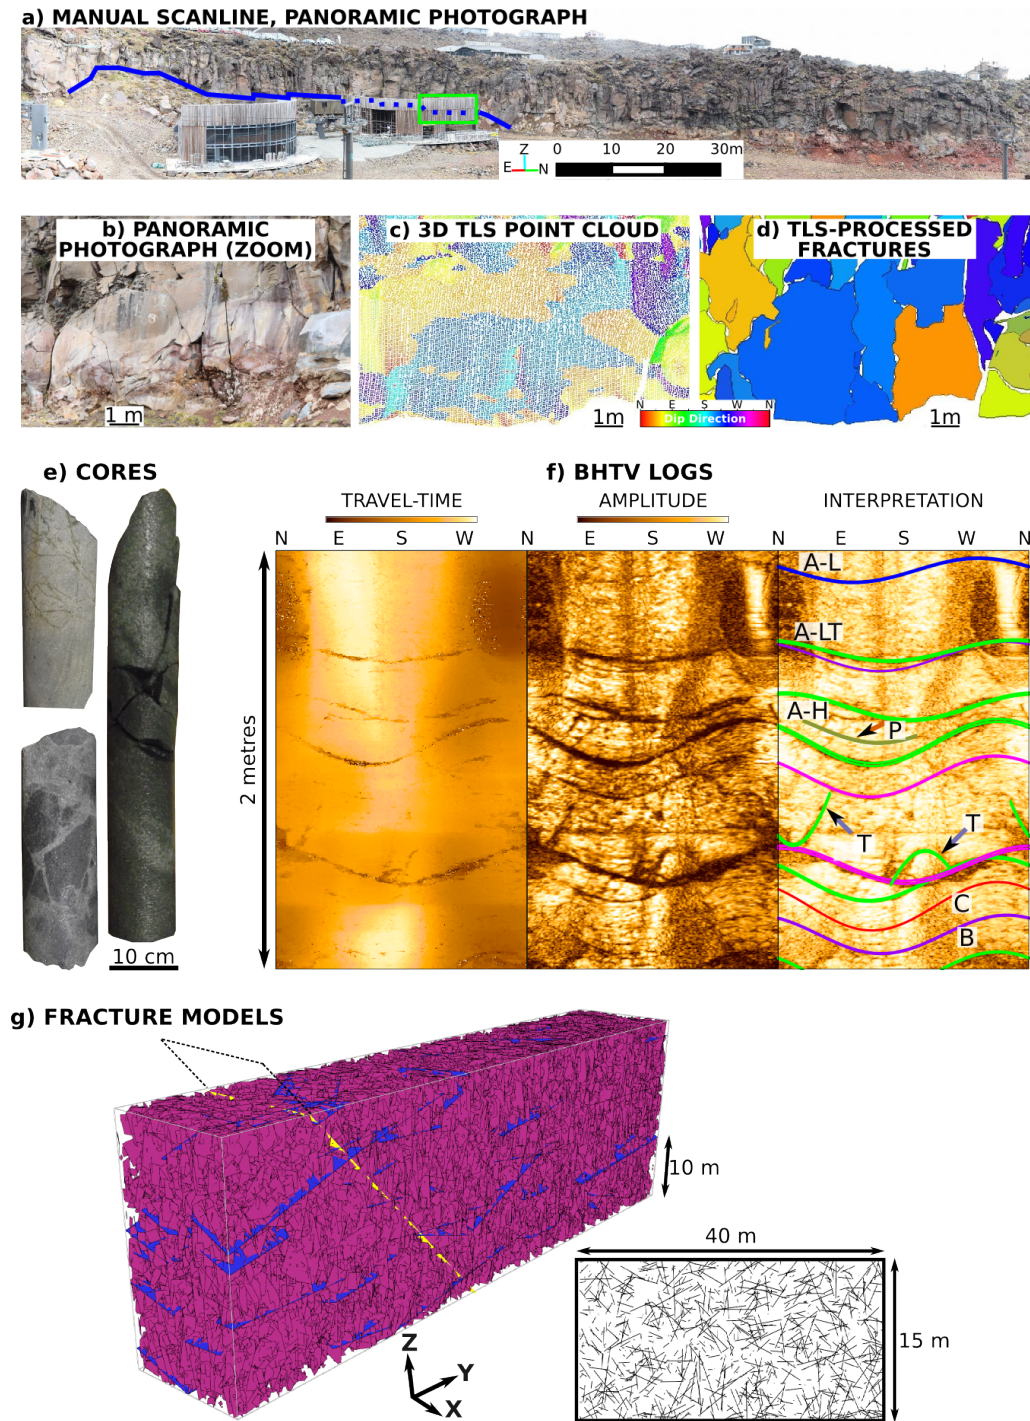 a) MANUAL SCANLINE, PANORAMIC PHOTOGRAPH
Z
E N
0 10 20 30m
b) PANORAMIC
PHOTOGRAPH (ZOOM)
1 m
c) 3D TLS POINT CLOUD
1m
d) TLS-PROCESSED
FRACTURES
1m
N E S W N
Dip Direction
e) CORES
10 cm
f) BHTV LOGS
TRAVEL-TIME
AMPLITUDE
INTERPRETATION
N E S W N E S W N E S W N
2 metres
A-L
A-LT
A-H
P
T
T
C
B
g) FRACTURE MODELS
10 m
Z
Y
X
40 m
15 m